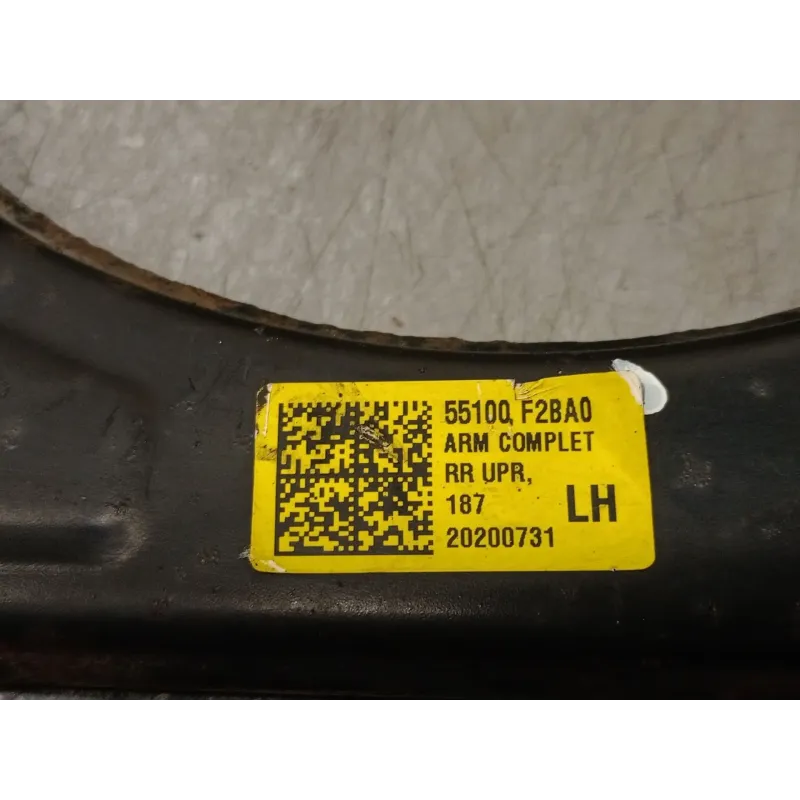 55100 F2BA0
ARM COMPLET
RR UPR,
187 LH
20200731